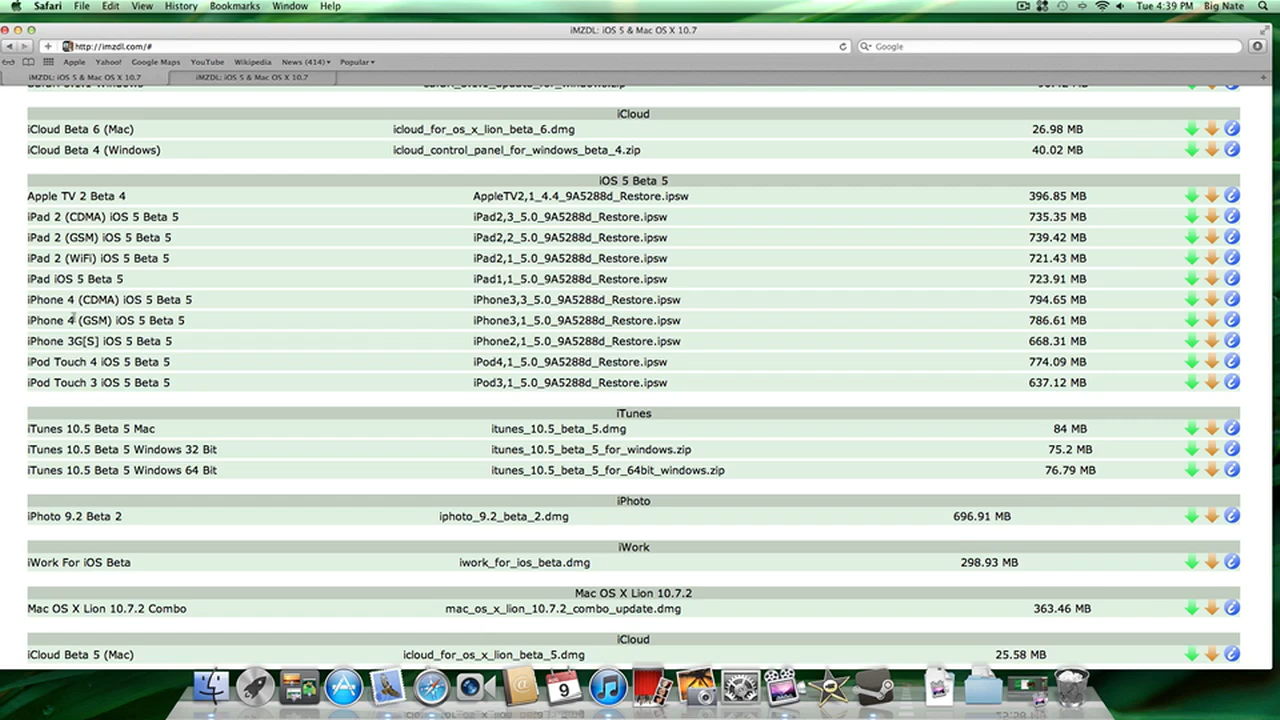 Safari File Edit View History Bookmarks Window Help Tue 4:39 PM Big Nate
iMZDL: iOS 5 & Mac OS X 10.7
http://imzdl.com/# Google
Apple Yahoo! Google Maps YouTube Wikipedia News (414) Popular
iMZDL: iOS 5 & Mac OS X 10.7 iMZDL: iOS 5 & Mac OS X 10.7
iCloud
iCloud Beta 6 (Mac) icloud_for_os_x_lion_beta_6.dmg 26.98 MB
iCloud Beta 4 (Windows) icloud_control_panel_for_windows_beta_4.zip 40.02 MB
iOS 5 Beta 5
Apple TV 2 Beta 4 AppleTV2,1_4.4_9A5288d_Restore.ipsw 396.85 MB
iPad 2 (CDMA) iOS 5 Beta 5 iPad2,3_5.0_9A5288d_Restore.ipsw 735.35 MB
iPad 2 (GSM) iOS 5 Beta 5 iPad2,2_5.0_9A5288d_Restore.ipsw 739.42 MB
iPad 2 (WiFi) iOS 5 Beta 5 iPad2,1_5.0_9A5288d_Restore.ipsw 721.43 MB
iPad iOS 5 Beta 5 iPad1,1_5.0_9A5288d_Restore.ipsw 723.91 MB
iPhone 4 (CDMA) iOS 5 Beta 5 iPhone3,3_5.0_9A5288d_Restore.ipsw 794.65 MB
iPhone 4 (GSM) iOS 5 Beta 5 iPhone3,1_5.0_9A5288d_Restore.ipsw 786.61 MB
iPhone 3G[S] iOS 5 Beta 5 iPhone2,1_5.0_9A5288d_Restore.ipsw 668.31 MB
iPod Touch 4 iOS 5 Beta 5 iPod4,1_5.0_9A5288d_Restore.ipsw 774.09 MB
iPod Touch 3 iOS 5 Beta 5 iPod3,1_5.0_9A5288d_Restore.ipsw 637.12 MB
iTunes
iTunes 10.5 Beta 5 Mac itunes_10.5_beta_5.dmg 84 MB
iTunes 10.5 Beta 5 Windows 32 Bit itunes_10.5_beta_5_for_windows.zip 75.2 MB
iTunes 10.5 Beta 5 Windows 64 Bit itunes_10.5_beta_5_for_64bit_windows.zip 76.79 MB
iPhoto
iPhoto 9.2 Beta 2 iphoto_9.2_beta_2.dmg 696.91 MB
iWork
iWork For iOS Beta iwork_for_ios_beta.dmg 298.93 MB
Mac OS X Lion 10.7.2
Mac OS X Lion 10.7.2 Combo mac_os_x_lion_10.7.2_combo_update.dmg 363.46 MB
iCloud
iCloud Beta 5 (Mac) icloud_for_os_x_lion_beta_5.dmg 25.58 MB
9